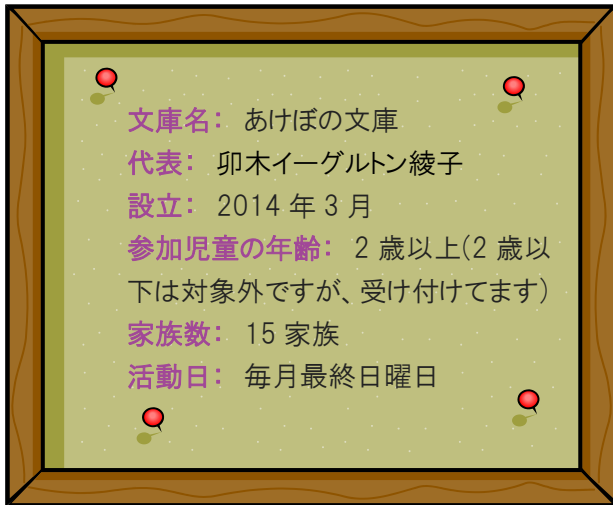 文庫名： あけぼの文庫
代表： 卯木イーグルトン綾子
設立： 2014 年 3 月
参加児童の年齢： 2 歳以上(2 歳以
下は対象外ですが、受け付けてます)
家族数： 15 家族
活動日： 毎月最終日曜日